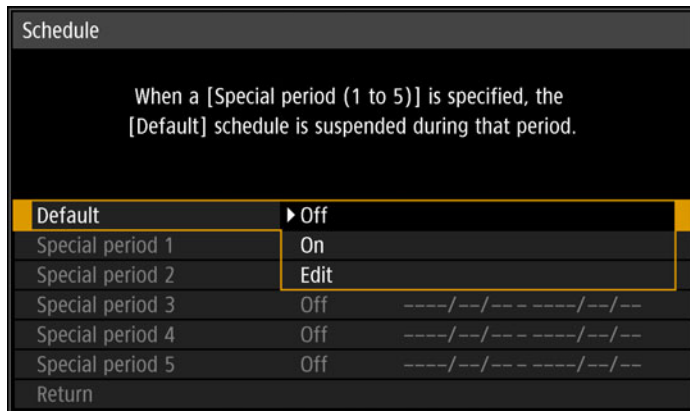 Schedule
When a [Special period (1 to 5)] is specified, the
[Default] schedule is suspended during that period.
Default Off
Special period 1 On
Special period 2 Edit
Special period 3 Off ----/--/-- – ----/--/--
Special period 4 Off ----/--/-- – ----/--/--
Special period 5 Off ----/--/-- – ----/--/--
Return